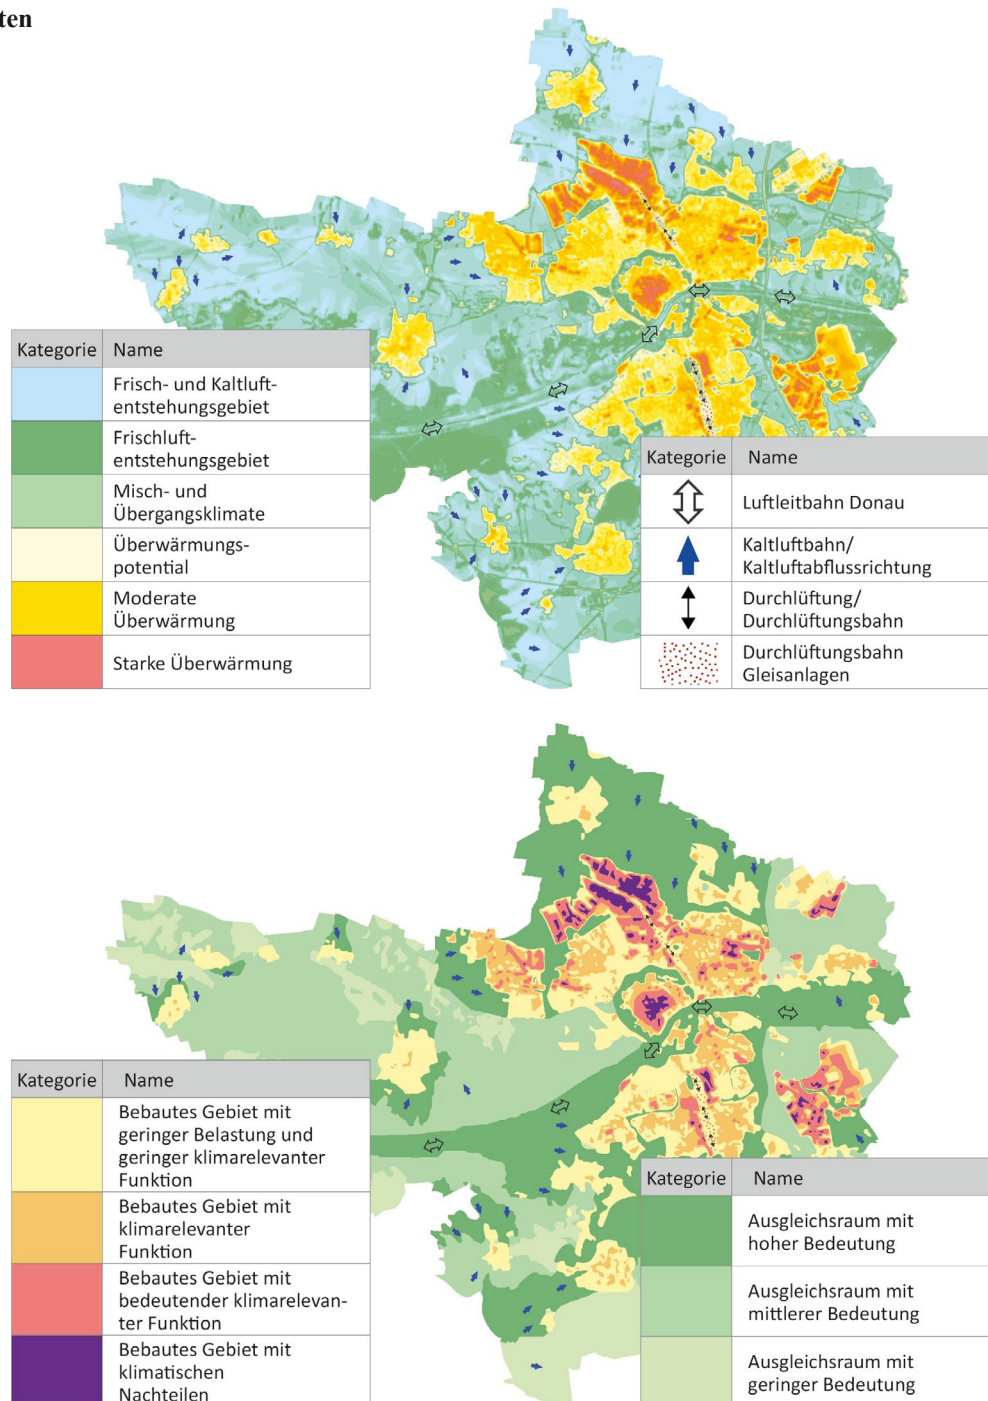 ten
Kategorie Name
Frisch- und Kaltluft-
entstehungsgebiet
Frischluft-
entstehungsgebiet
Misch- und
Übergangsklimate
Überwärmungs-
potential
Moderate
Überwärmung
Starke Überwärmung
Kategorie Name
Luftleitbahn Donau
Kaltluftbahn/
Kaltluftabflussrichtung
Durchlüftung/
Durchlüftungsbahn
Durchlüftungsbahn
Gleisanlagen
Kategorie Name
Bebautes Gebiet mit
geringer Belastung und
geringer klimarelevanter
Funktion
Bebautes Gebiet mit
klimarelevanter
Funktion
Bebautes Gebiet mit
bedeutender klimarelevan-
ter Funktion
Bebautes Gebiet mit
klimatischen
Nachteilen
Kategorie Name
Ausgleichsraum mit
hoher Bedeutung
Ausgleichsraum mit
mittlerer Bedeutung
Ausgleichsraum mit
geringer Bedeutung